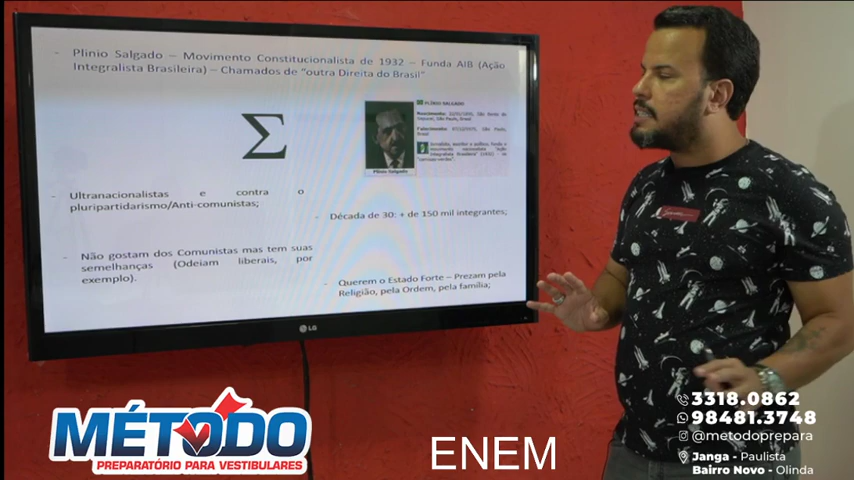 - Plinio Salgado – Movimento Constitucionalista de 1932 – Funda AIB (Ação
Integralista Brasileira) – Chamados de "outra Direita do Brasil"
Σ
PLÍNIO SALGADO
Plinio Salgado
- Ultranacionalistas e contra o
pluripartidarismo/Anti-comunistas;
- Década de 30: + de 150 mil integrantes;
- Não gostam dos Comunistas mas tem suas
semelhanças (Odeiam liberais, por
exemplo).
- Querem o Estado Forte – Prezam pela
Religião, pela Ordem, pela família;
LG
MÉTODO
PREPARATÓRIO PARA VESTIBULARES
ENEM
3318.0862
98481.3748
@metodoprepara
Janga - Paulista
Bairro Novo - Olinda